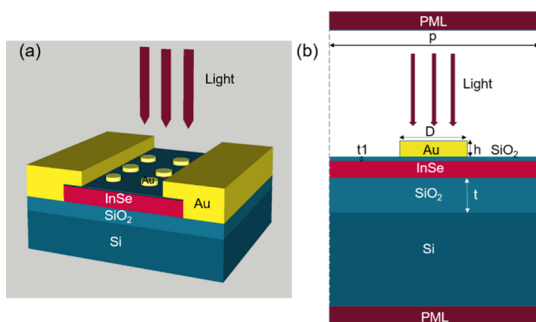 (a)
Light
Au
InSe
Au
SiO₂
Si
(b)
PML
p
Light
D
t1
Au
h
SiO₂
InSe
SiO₂
t
Si
PML